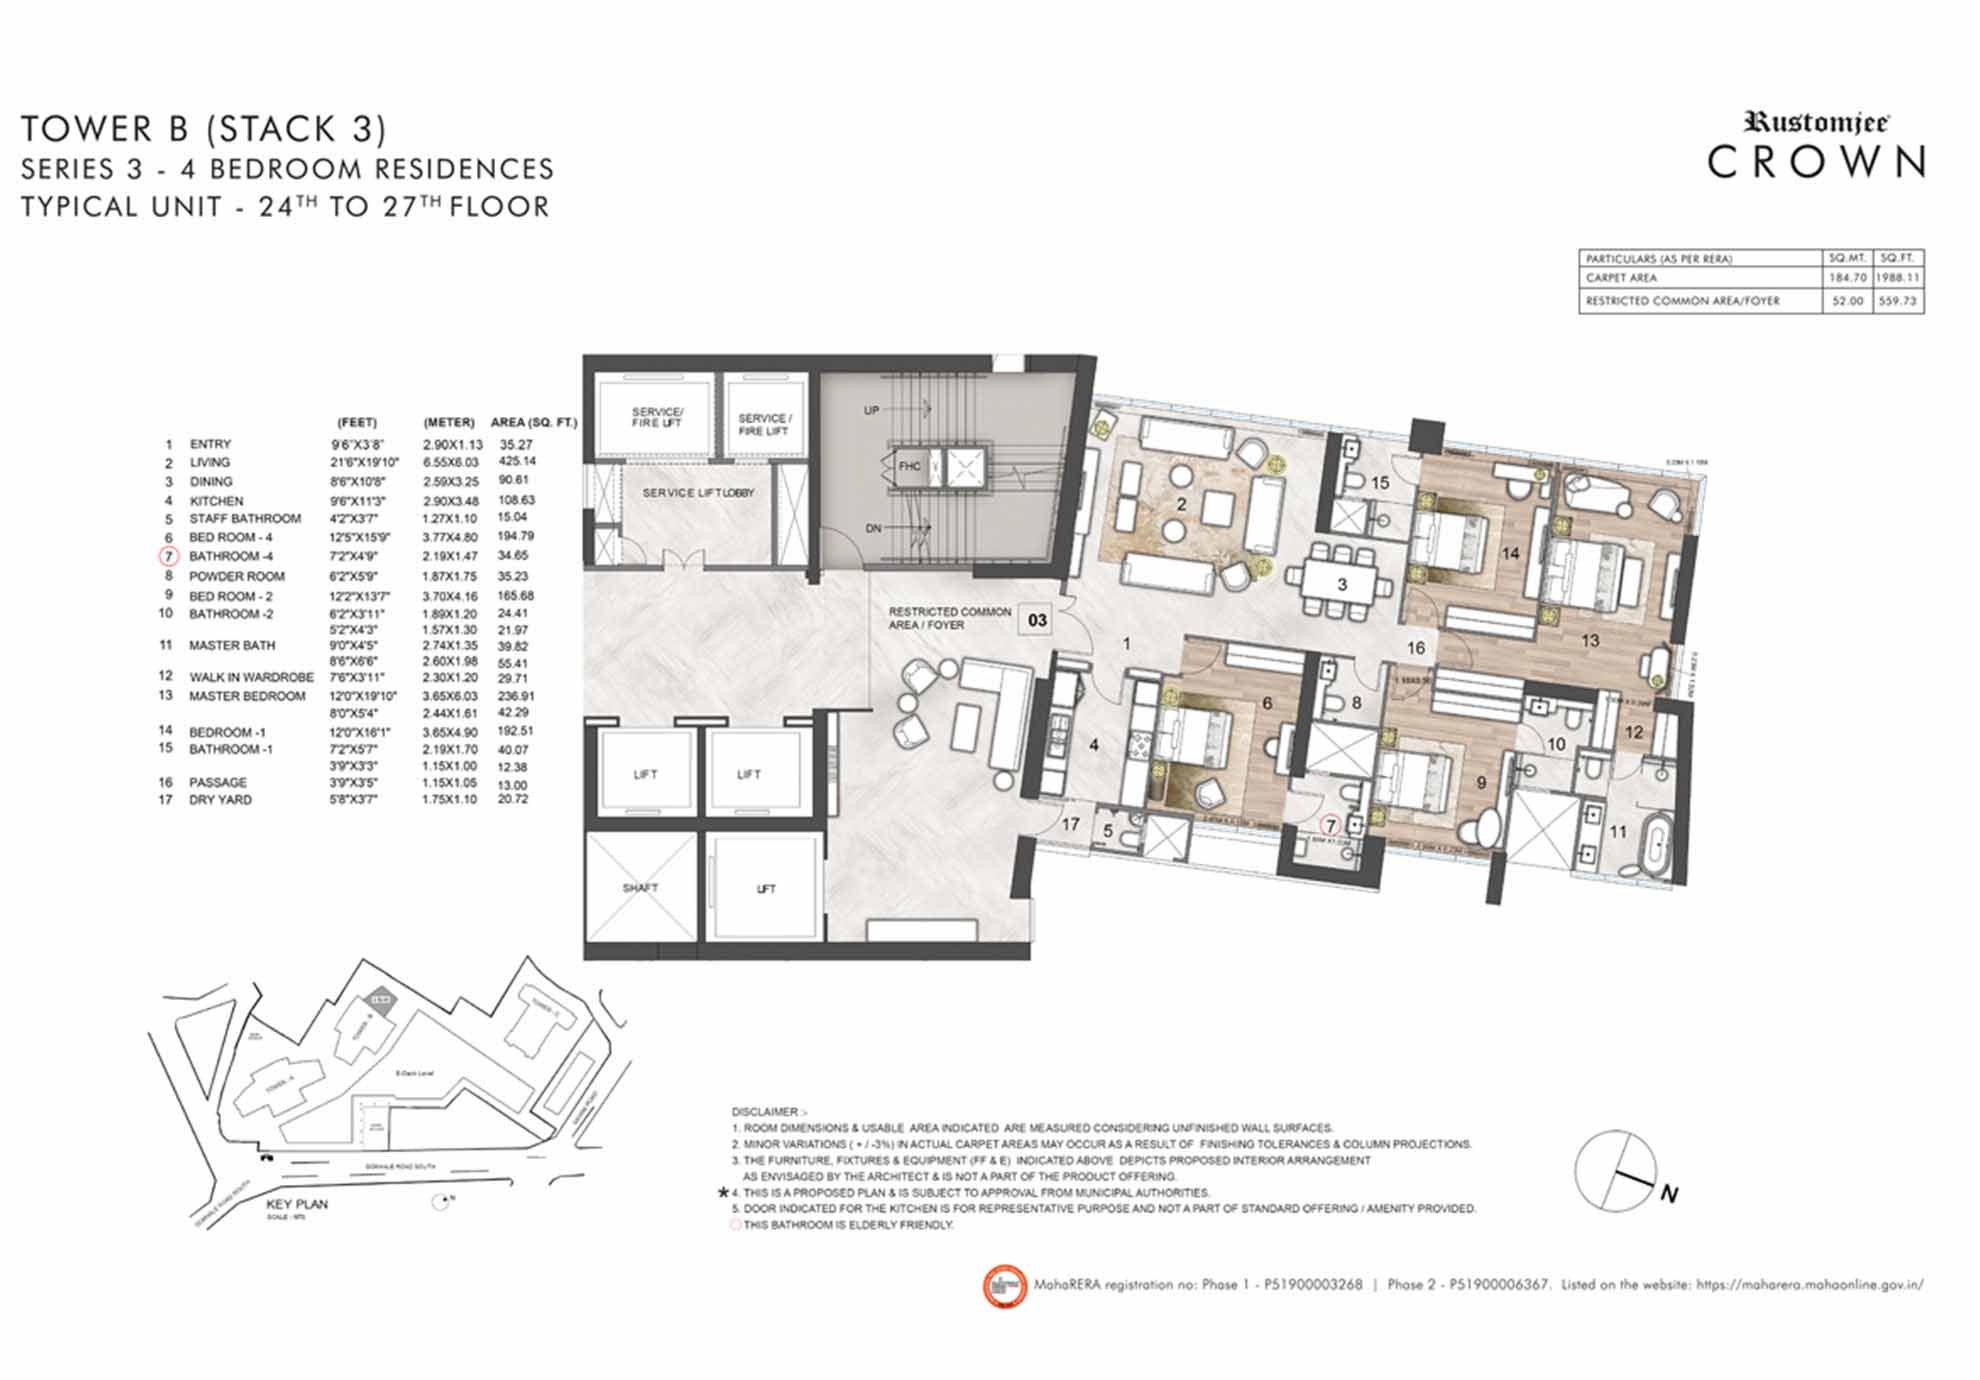 TOWER B (STACK 3)
SERIES 3 - 4 BEDROOM RESIDENCES
TYPICAL UNIT - 24TH TO 27TH FLOOR
Rustomjee
CROWN
PARTICULARS (AS PER RERA) SQ.MT. SQ.FT.
CARPET AREA 184.70 1988.11
RESTRICTED COMMON AREA/FOYER 52.00 559.73
(FEET) (METER) AREA (SQ. FT.)
1 ENTRY 9'6"X3'8" 2.90X1.13 35.27
2 LIVING 21'6"X19'10" 6.55X6.03 425.14
3 DINING 8'6"X10'8" 2.59X3.25 90.61
4 KITCHEN 9'6"X11'3" 2.90X3.48 108.63
5 STAFF BATHROOM 4'2"X3'7" 1.27X1.10 15.04
6 BED ROOM - 4 12'5"X15'9" 3.77X4.80 194.79
7 BATHROOM -4 7'2"X4'9" 2.19X1.47 34.65
8 POWDER ROOM 6'2"X5'9" 1.87X1.75 35.23
9 BED ROOM - 2 12'2"X13'7" 3.70X4.16 165.68
10 BATHROOM -2 6'2"X3'11" 1.89X1.20 24.41
5'2"X4'3" 1.57X1.30 21.97
11 MASTER BATH 9'0"X4'5" 2.74X1.35 39.82
8'6"X6'6" 2.60X1.98 55.41
12 WALK IN WARDROBE 7'6"X3'11" 2.30X1.20 29.71
13 MASTER BEDROOM 12'0"X19'10" 3.65X6.03 236.91
8'0"X5'4" 2.44X1.61 42.29
14 BEDROOM -1 12'0"X16'1" 3.65X4.90 192.51
15 BATHROOM -1 7'2"X5'7" 2.19X1.70 40.07
3'9"X3'3" 1.15X1.00 12.38
16 PASSAGE 3'9"X3'5" 1.15X1.05 13.00
17 DRY YARD 5'8"X3'7" 1.75X1.10 20.72
SERVICE/
FIRE LIFT
SERVICE /
FIRE LIFT
SERVICE LIFT LOBBY
UP
FHC
DN
RESTRICTED COMMON
AREA / FOYER
03
LIFT
LIFT
SHAFT
LIFT
1
2
3
4
5
6
7
8
9
10
11
12
13
14
15
16
17
TOWER - A
TOWER - B
TOWER - C
E-Deck Level
GOKHALE ROAD SOUTH
GOKHALE ROAD SOUTH
KEY PLAN
SCALE : NTS
N
DISCLAIMER :-
1. ROOM DIMENSIONS & USABLE AREA INDICATED ARE MEASURED CONSIDERING UNFINISHED WALL SURFACES.
2. MINOR VARIATIONS ( + / -3%) IN ACTUAL CARPET AREAS MAY OCCUR AS A RESULT OF FINISHING TOLERANCES & COLUMN PROJECTIONS.
3. THE FURNITURE, FIXTURES & EQUIPMENT (FF & E) INDICATED ABOVE DEPICTS PROPOSED INTERIOR ARRANGEMENT
AS ENVISAGED BY THE ARCHITECT & IS NOT A PART OF THE PRODUCT OFFERING.
* 4. THIS IS A PROPOSED PLAN & IS SUBJECT TO APPROVAL FROM MUNICIPAL AUTHORITIES.
5. DOOR INDICATED FOR THE KITCHEN IS FOR REPRESENTATIVE PURPOSE AND NOT A PART OF STANDARD OFFERING / AMENITY PROVIDED.
THIS BATHROOM IS ELDERLY FRIENDLY.
N
MahaRERA registration no: Phase 1 - P51900003268 | Phase 2 - P51900006367. Listed on the website: https://maharera.mahaonline.gov.in/